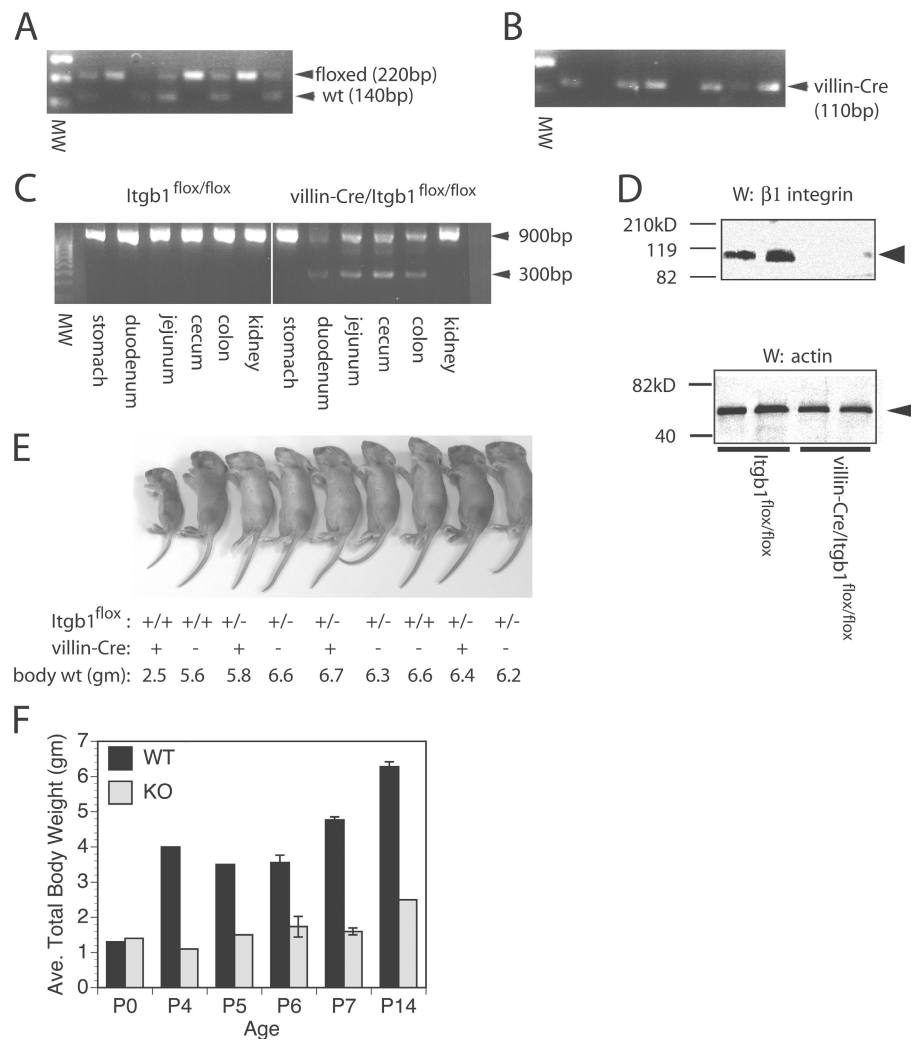 A
floxed (220bp)
wt (140bp)
MW
B
villin-Cre
(110bp)
MW
C
Itgb1flox/flox
villin-Cre/Itgb1flox/flox
900bp
300bp
MW
stomach
duodenum
jejunum
cecum
colon
kidney
stomach
duodenum
jejunum
cecum
colon
kidney
D
W: β1 integrin
210kD
119
82
W: actin
82kD
40
Itgb1flox/flox
villin-Cre/Itgb1flox/flox
E
Itgb1flox : +/+ +/+ +/- +/- +/- +/- +/+ +/- +/-
villin-Cre: + - + - + - - + -
body wt (gm): 2.5 5.6 5.8 6.6 6.7 6.3 6.6 6.4 6.2
F
Ave. Total Body Weight (gm)
7
6
5
4
3
2
1
0
WT
KO
P0 P4 P5 P6 P7 P14
Age